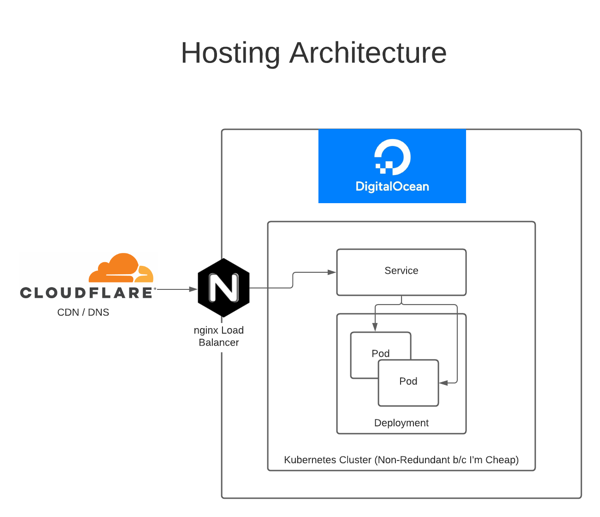 Hosting Architecture
DigitalOcean
Service
CLOUDFLARE
CDN / DNS
N
nginx Load
Balancer
Pod
Pod
Deployment
Kubernetes Cluster (Non-Redundant b/c I'm Cheap)